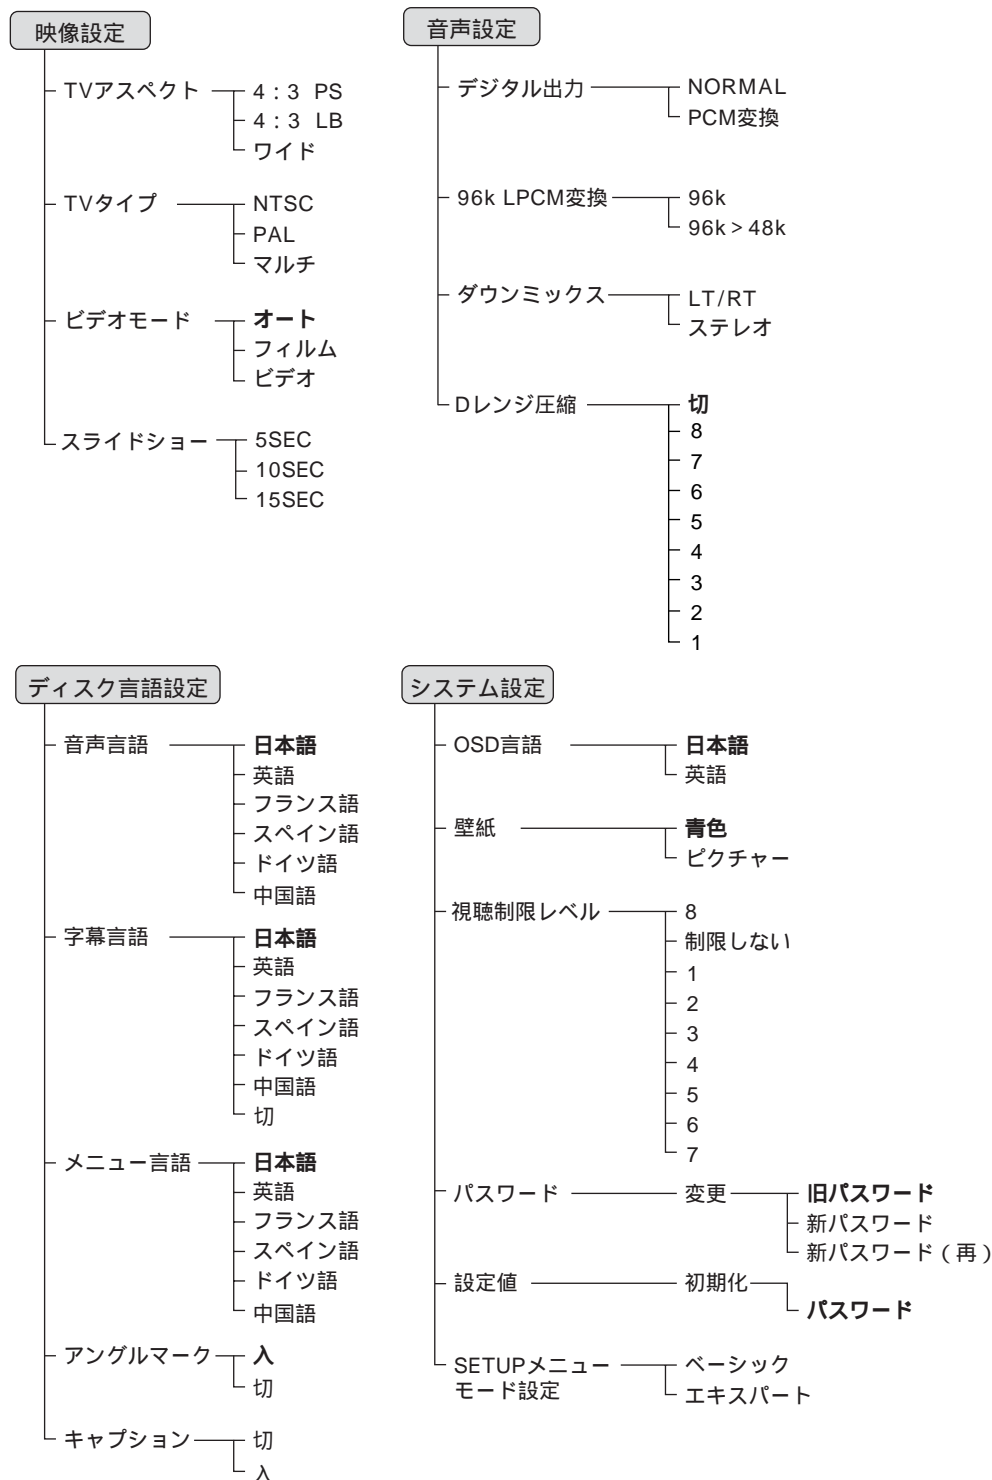 映像設定
TVアスペクト
4：3 PS
4：3 LB
ワイド
TVタイプ
NTSC
PAL
マルチ
ビデオモード
オート
フィルム
ビデオ
スライドショー
5SEC
10SEC
15SEC
音声設定
デジタル出力
NORMAL
PCM変換
96k LPCM変換
96k
96k > 48k
ダウンミックス
LT/RT
ステレオ
Dレンジ圧縮
切
8
7
6
5
4
3
2
1
ディスク言語設定
音声言語
日本語
英語
フランス語
スペイン語
ドイツ語
中国語
字幕言語
日本語
英語
フランス語
スペイン語
ドイツ語
中国語
切
メニュー言語
日本語
英語
フランス語
スペイン語
ドイツ語
中国語
アングルマーク
入
切
キャプション
切
入
システム設定
OSD言語
日本語
英語
壁紙
青色
ピクチャー
視聴制限レベル
8
制限しない
1
2
3
4
5
6
7
パスワード
変更
旧パスワード
新パスワード
新パスワード（再）
設定値
初期化
パスワード
SETUPメニュー
モード設定
ベーシック
エキスパート